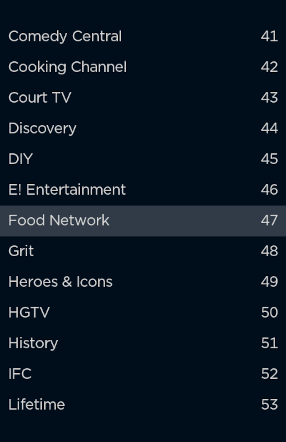 Comedy Central 41
Cooking Channel 42
Court TV 43
Discovery 44
DIY 45
E! Entertainment 46
Food Network 47
Grit 48
Heroes & Icons 49
HGTV 50
History 51
IFC 52
Lifetime 53